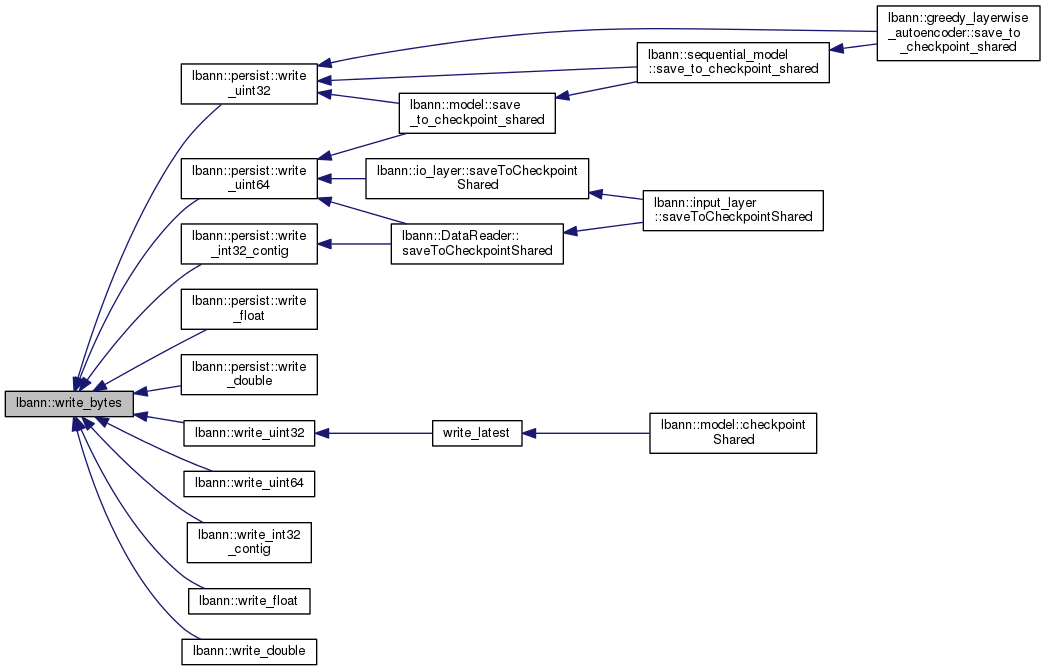 lbann::greedy_layerwise
_autoencoder::save_to
_checkpoint_shared
lbann::sequential_model
::save_to_checkpoint_shared
lbann::persist::write
_uint32
lbann::model::save
_to_checkpoint_shared
lbann::persist::write
_uint64
lbann::io_layer::saveToCheckpoint
Shared
lbann::input_layer
::saveToCheckpointShared
lbann::persist::write
_int32_contig
lbann::DataReader::
saveToCheckpointShared
lbann::persist::write
_float
lbann::persist::write
_double
lbann::write_bytes
lbann::write_uint32
write_latest
lbann::model::checkpoint
Shared
lbann::write_uint64
lbann::write_int32
_contig
lbann::write_float
lbann::write_double